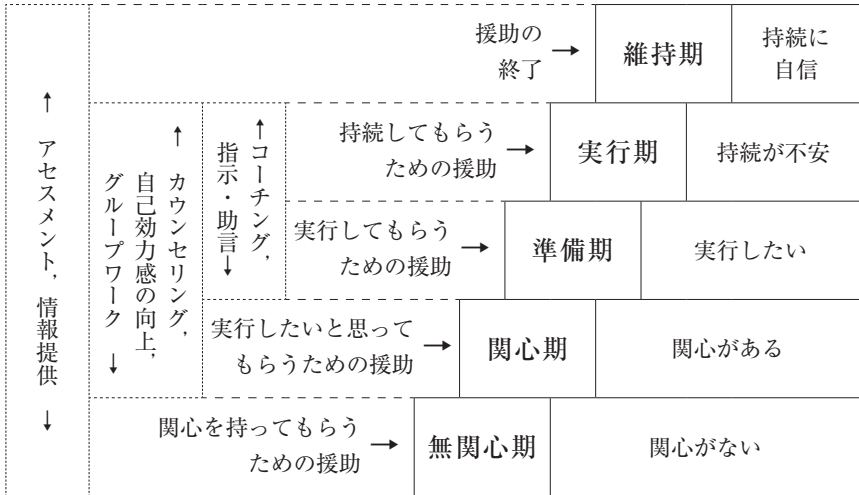 ↑ アセスメント，情報提供 ↓
↑ カウンセリング，
自己効力感の向上，
グループワーク ↓
↑コーチング，
指示・助言↓
援助の
終了
→
維持期
持続に
自信
持続してもらう
ための援助
→
実行期
持続が不安
実行してもらう
ための援助
→
準備期
実行したい
実行したいと思って
もらうための援助
→
関心期
関心がある
関心を持ってもらう
ための援助
→
無関心期
関心がない